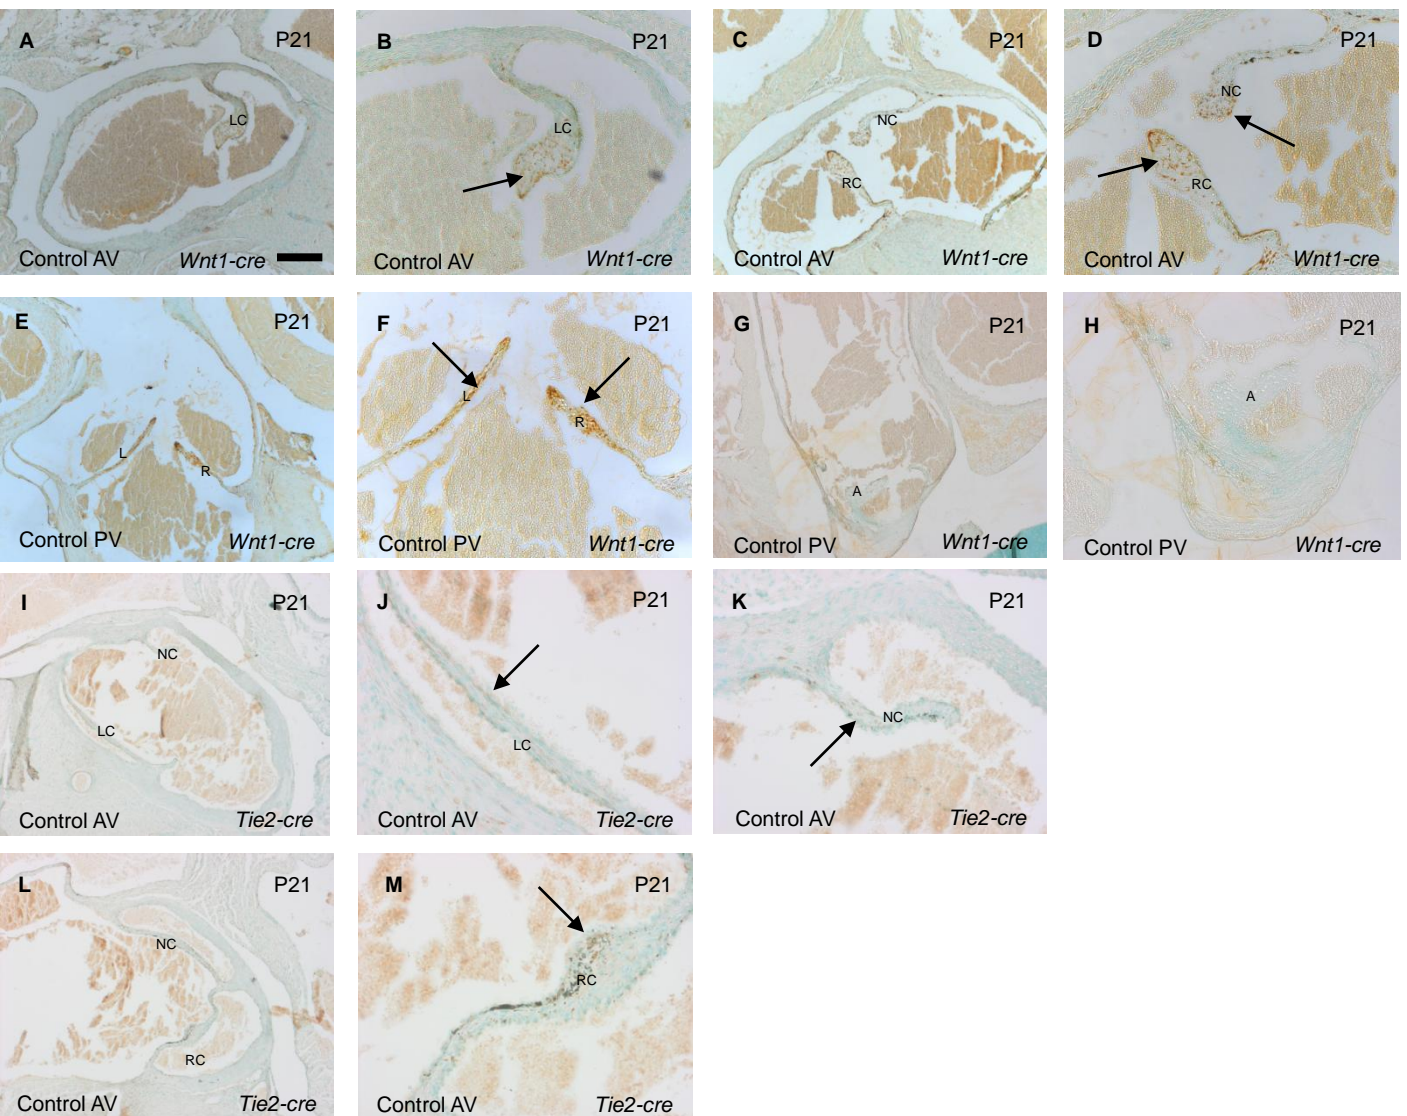 A P21
LC
Control AV Wnt1-cre
B P21
LC
Control AV Wnt1-cre
C P21
NC
RC
Control AV Wnt1-cre
D P21
NC
RC
Control AV Wnt1-cre
E P21
L
R
Control PV Wnt1-cre
F P21
L
R
Control PV Wnt1-cre
G P21
A
Control PV Wnt1-cre
H P21
A
Control PV Wnt1-cre
I P21
NC
LC
Control AV Tie2-cre
J P21
LC
Control AV Tie2-cre
K P21
NC
Control AV Tie2-cre
L P21
NC
RC
Control AV Tie2-cre
M P21
RC
Control AV Tie2-cre